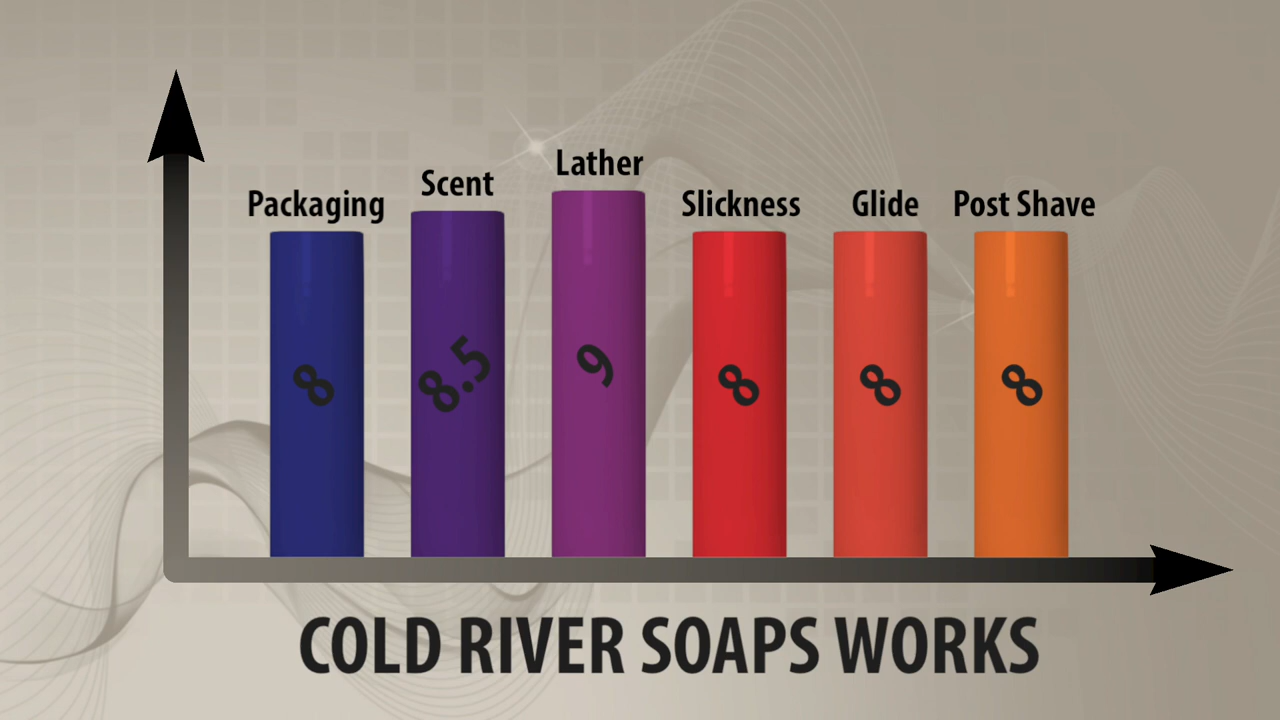 Packaging
Scent
Lather
Slickness
Glide
Post Shave
8
8.5
9
8
8
8
COLD RIVER SOAPS WORKS